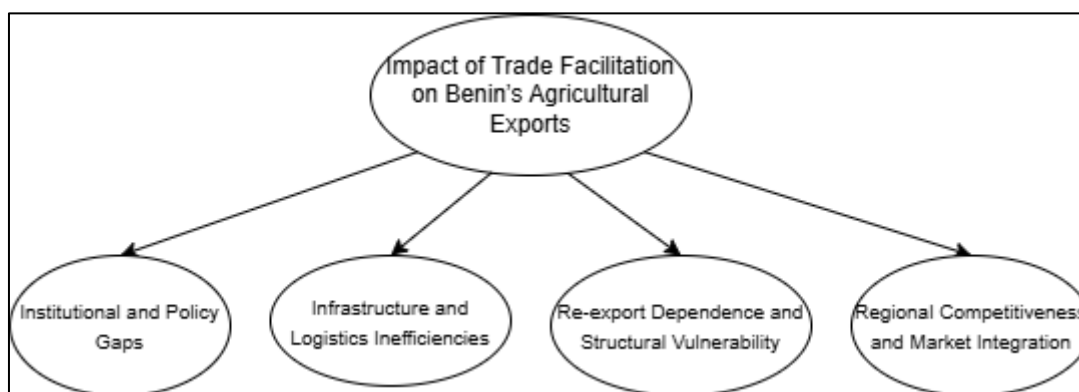 Impact of Trade Facilitation
on Benin's Agricultural
Exports
Institutional and Policy
Gaps
Infrastructure and
Logistics Inefficiencies
Re-export Dependence and
Structural Vulnerability
Regional Competitiveness
and Market Integration